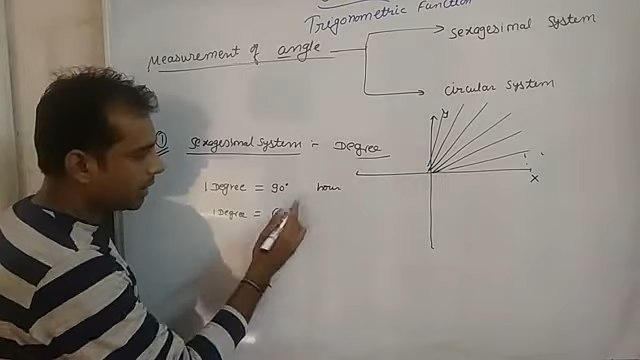 Trigonometric Function
Measurement of angle
Sexagesimal System
circular System
① Sexagesimal System :- Degree
1 Degree = 90° hour
1 Degree =
y
x